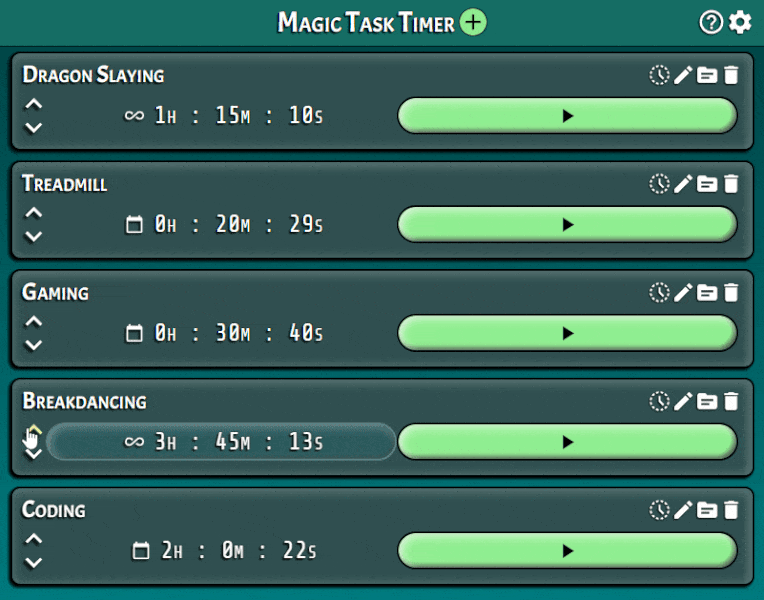 Magic Task Timer
Dragon Slaying
∞ 1h : 15m : 10s
Treadmill
0h : 20m : 29s
Gaming
0h : 30m : 40s
Breakdancing
∞ 3h : 45m : 13s
Coding
2h : 0m : 22s